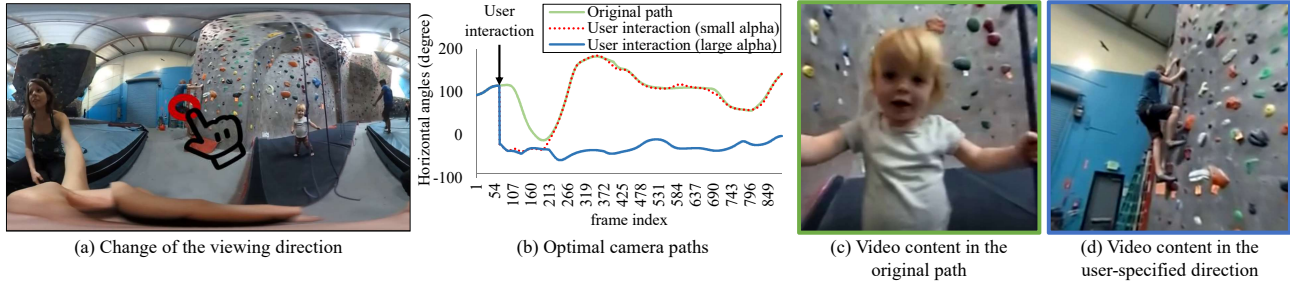 User
interaction
Original path
User interaction (small alpha)
User interaction (large alpha)
Horizontal angles (degree)
200
100
0
-100
1
54
107
160
213
266
319
372
425
478
531
584
637
690
743
796
849
frame index
(a) Change of the viewing direction
(b) Optimal camera paths
(c) Video content in the
original path
(d) Video content in the
user-specified direction